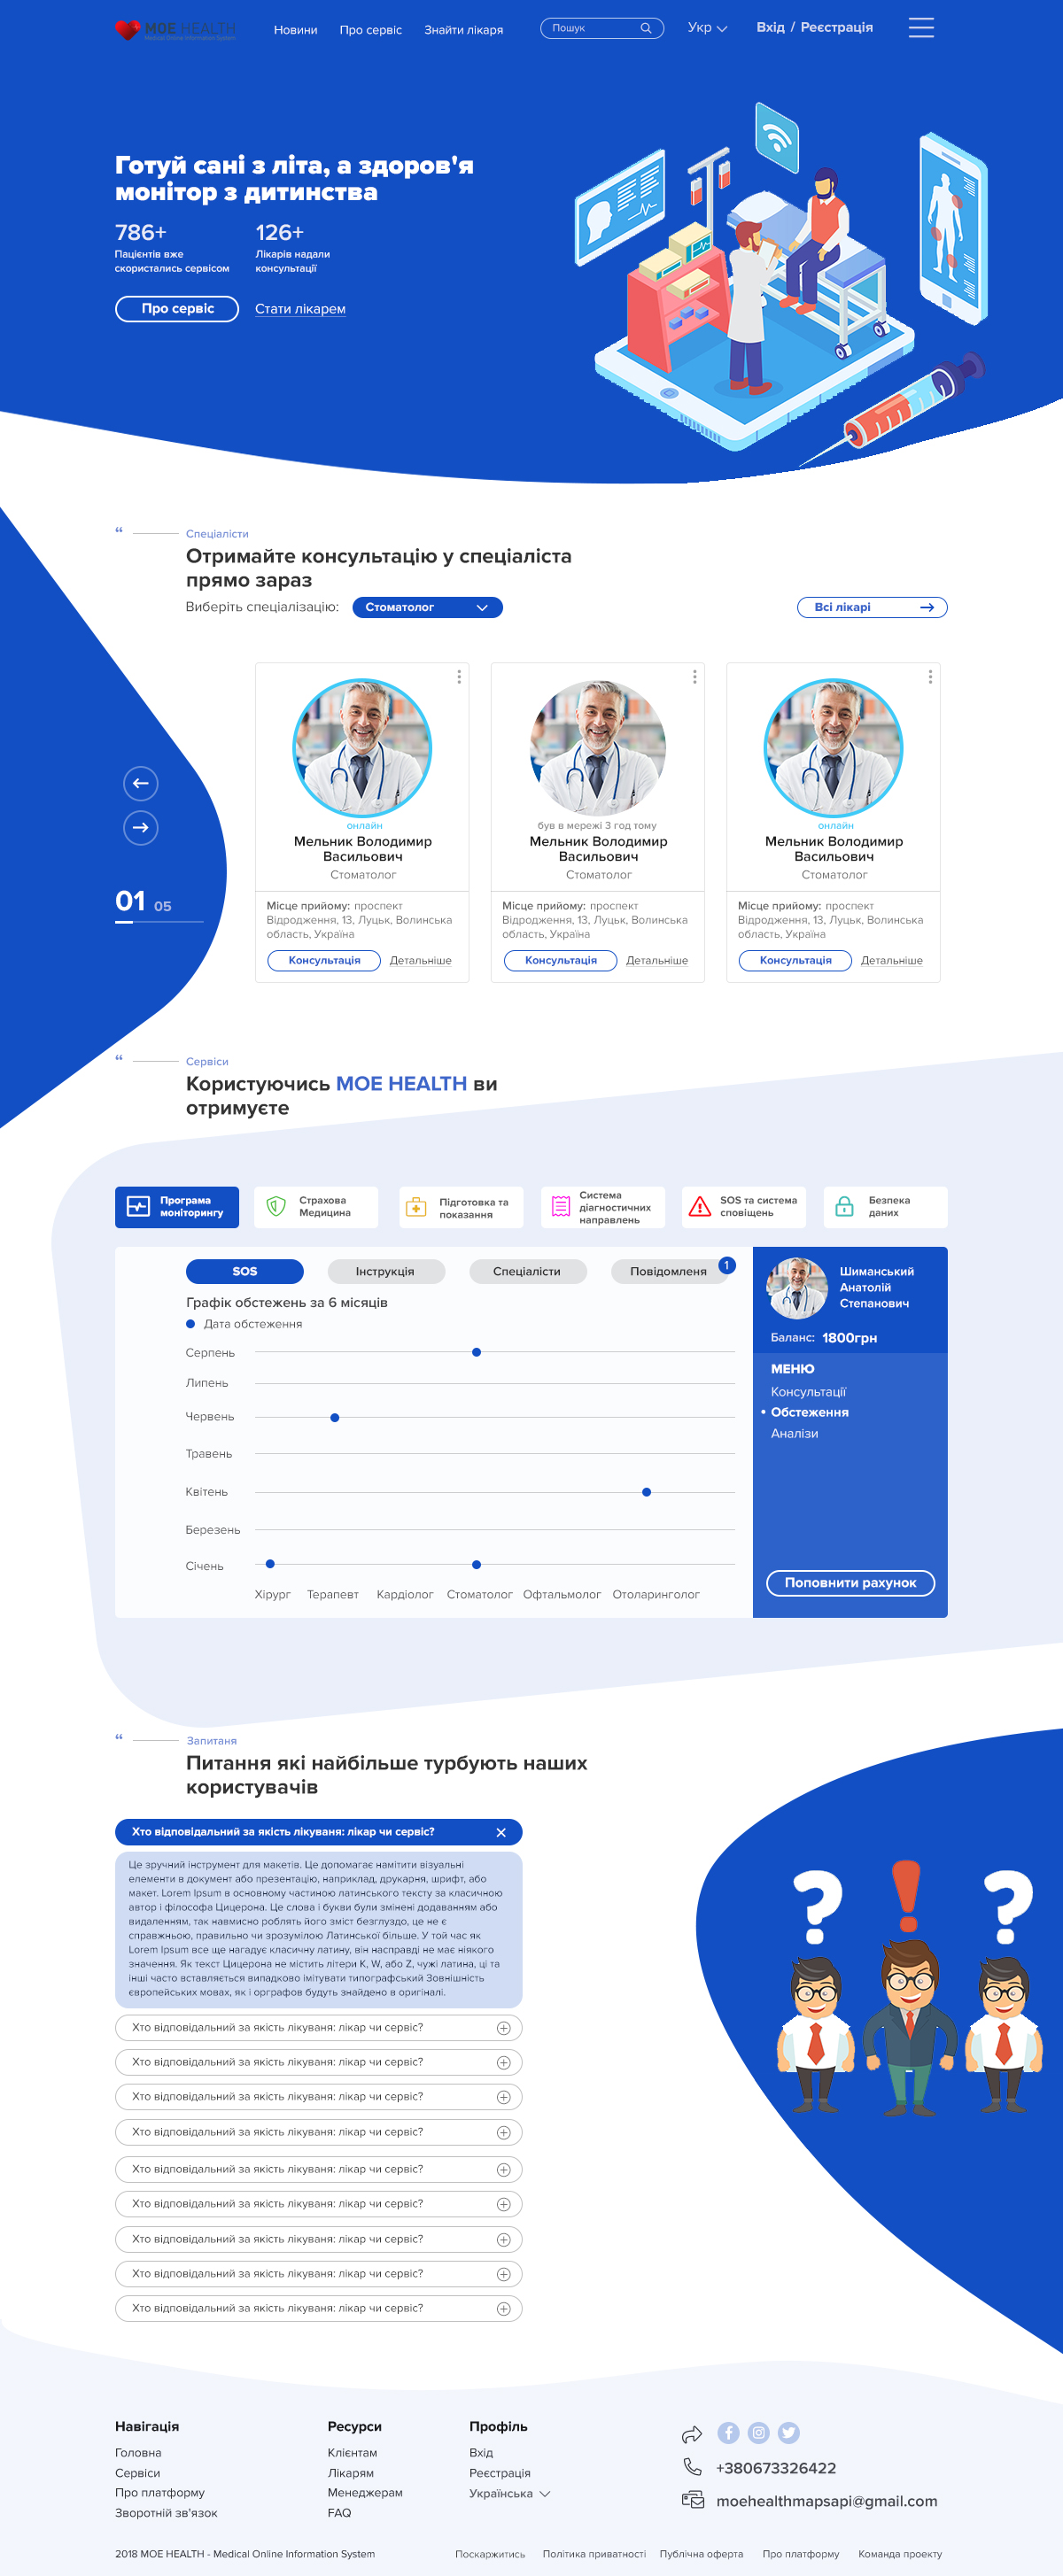 MOE HEALTH
Medical Online Information System
Новини
Про сервіс
Знайти лікаря
Пошук
Укр
Вхід / Реєстрація
Готуй сані з літа, а здоров'я
монітор з дитинства
786+
126+
Пацієнтів вже
скористались сервісом
Лікарів надали
консультації
Про сервіс
Стати лікарем
“
Спеціалісти
Отримайте консультацію у спеціаліста
прямо зараз
Виберіть спеціалізацію:
Стоматолог
Всі лікарі
онлайн
Мельник Володимир
Васильович
Стоматолог
Місце прийому: проспект
Відродження, 13, Луцьк, Волинська
область, Україна
Консультація
Детальніше
був в мережі 3 год тому
Мельник Володимир
Васильович
Стоматолог
Місце прийому: проспект
Відродження, 13, Луцьк, Волинська
область, Україна
Консультація
Детальніше
онлайн
Мельник Володимир
Васильович
Стоматолог
Місце прийому: проспект
Відродження, 13, Луцьк, Волинська
область, Україна
Консультація
Детальніше
01 05
“
Сервіси
Користуючись MOE HEALTH ви
отримуєте
Програма
моніторингу
Страхова
Медицина
Підготовка та
показання
Система
діагностичних
направлень
SOS та система
сповіщень
Безпека
даних
SOS
Інструкція
Спеціалісти
Повідомленя
1
Графік обстежень за 6 місяців
Дата обстеження
Серпень
Липень
Червень
Травень
Квітень
Березень
Січень
Хірург
Терапевт
Кардіолог
Стоматолог
Офтальмолог
Отоларинголог
Шиманський
Анатолій
Степанович
Баланс: 1800грн
МЕНЮ
Консультації
• Обстеження
Аналізи
Поповнити рахунок
“
Запитаня
Питання які найбільше турбують наших
користувачів
Хто відповідальний за якість лікуваня: лікар чи сервіс?
Це зручний інструмент для макетів. Це допомагає намітити візуальні
елементи в документ або презентацію, наприклад, друкарня, шрифт, або
макет. Lorem Ipsum в основному частиною латинського тексту за класичною
автор і філософа Цицерона. Це слова і букви були змінені додаванням або
видаленням, так навмисно роблять його зміст безглуздо, це не є
справжньою, правильно чи зрозумілою Латинської більше. У той час як
Lorem Ipsum все ще нагадує класичну латину, він насправді не має ніякого
значення. Як текст Цицерона не містить літери K, W, або Z, чужі латина, ці та
інші часто вставляється випадково імітувати типографський Зовнішність
європейських мовах, як і орграфов будуть знайдено в оригіналі.
Хто відповідальний за якість лікуваня: лікар чи сервіс?
Хто відповідальний за якість лікуваня: лікар чи сервіс?
Хто відповідальний за якість лікуваня: лікар чи сервіс?
Хто відповідальний за якість лікуваня: лікар чи сервіс?
Хто відповідальний за якість лікуваня: лікар чи сервіс?
Хто відповідальний за якість лікуваня: лікар чи сервіс?
Хто відповідальний за якість лікуваня: лікар чи сервіс?
Хто відповідальний за якість лікуваня: лікар чи сервіс?
Хто відповідальний за якість лікуваня: лікар чи сервіс?
? ! ?
Навігація
Головна
Сервіси
Про платформу
Зворотній зв'язок
Ресурси
Клієнтам
Лікарям
Менеджерам
FAQ
Профіль
Вхід
Реєстрація
Українська
+380673326422
moehealthmapsapi@gmail.com
2018 MOE HEALTH - Medical Online Information System
Поскаржитись
Політика приватності
Публічна оферта
Про платформу
Команда проекту